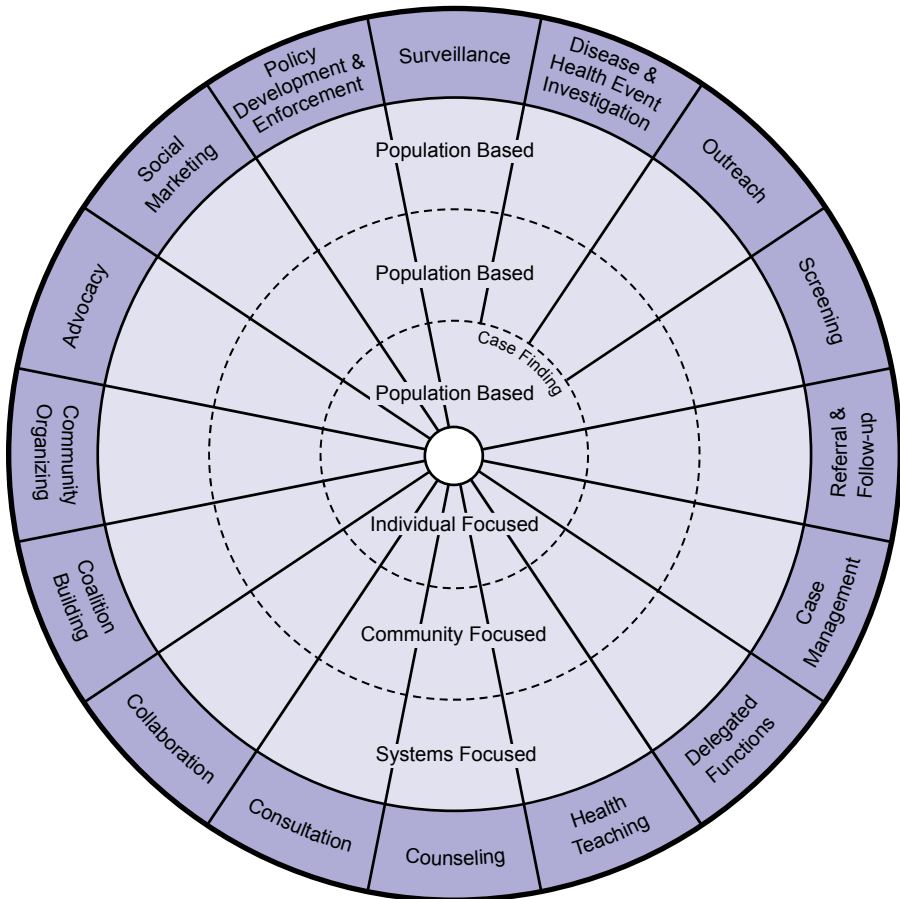 Surveillance
Disease &
Health Event
Investigation
Outreach
Screening
Referral &
Follow-up
Case
Management
Delegated
Functions
Health
Teaching
Counseling
Consultation
Collaboration
Coalition
Building
Community
Organizing
Advocacy
Social
Marketing
Policy
Development &
Enforcement
Population Based
Population Based
Case Finding
Population Based
Individual Focused
Community Focused
Systems Focused